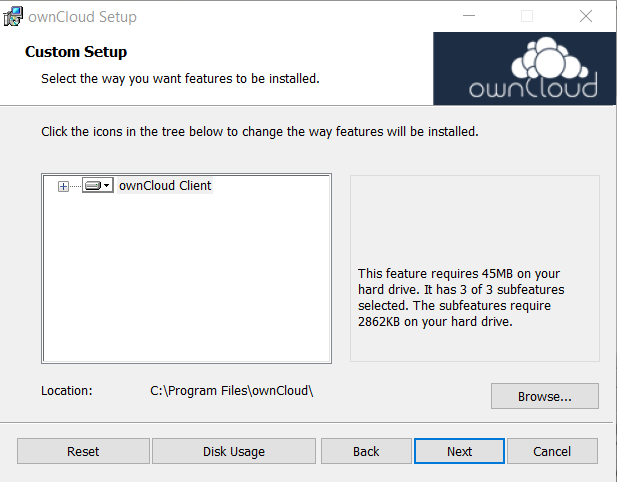 ownCloud Setup
Custom Setup
Select the way you want features to be installed.
ownCloud
Click the icons in the tree below to change the way features will be installed.
ownCloud Client
This feature requires 45MB on your
hard drive. It has 3 of 3 subfeatures
selected. The subfeatures require
2862KB on your hard drive.
Location: C:\Program Files\ownCloud\
Browse...
Reset Disk Usage Back Next Cancel